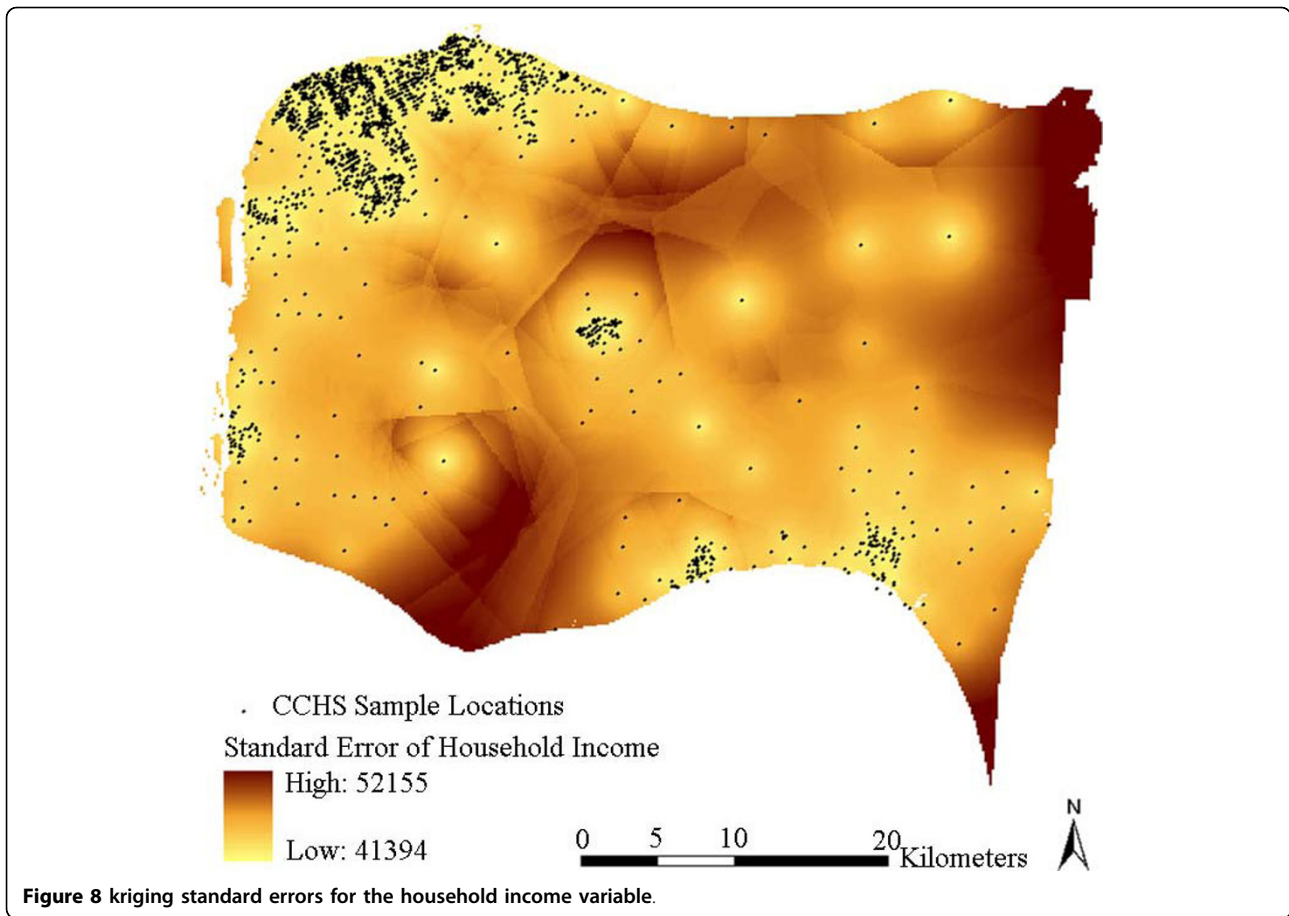 . CCHS Sample Locations
Standard Error of Household Income
High: 52155
Low: 41394
0 5 10 20 Kilometers
N
Figure 8 kriging standard errors for the household income variable.